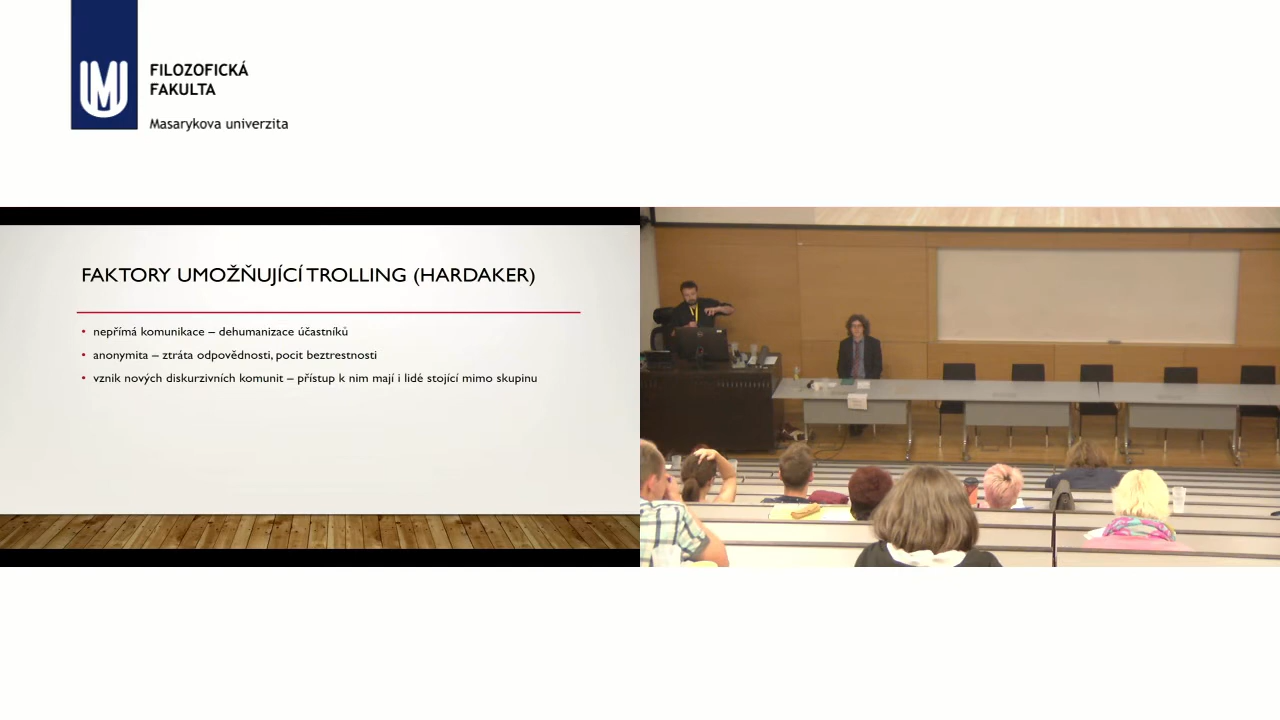 FILOZOFICKÁ
FAKULTA
Masarykova univerzita
FAKTORY UMOŽŇUJÍCÍ TROLLING (HARDAKER)
• nepřímá komunikace – dehumanizace účastníků
• anonymita – ztráta odpovědnosti, pocit beztrestnosti
• vznik nových diskurzivních komunit – přístup k nim mají i lidé stojící mimo skupinu